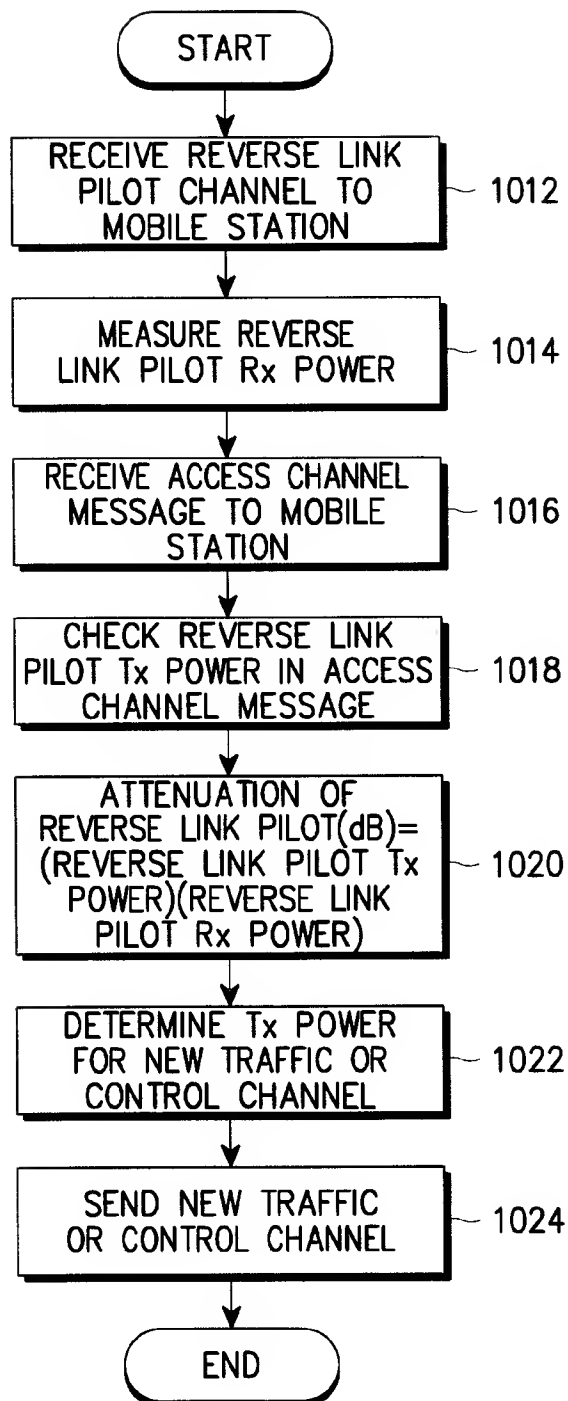 START
RECEIVE REVERSE LINK
PILOT CHANNEL TO
MOBILE STATION
1012
MEASURE REVERSE
LINK PILOT Rx POWER
1014
RECEIVE ACCESS CHANNEL
MESSAGE TO MOBILE
STATION
1016
CHECK REVERSE LINK
PILOT Tx POWER IN ACCESS
CHANNEL MESSAGE
1018
ATTENUATION OF
REVERSE LINK PILOT(dB)=
(REVERSE LINK PILOT Tx
POWER)(REVERSE LINK
PILOT Rx POWER)
1020
DETERMINE Tx POWER
FOR NEW TRAFFIC OR
CONTROL CHANNEL
1022
SEND NEW TRAFFIC
OR CONTROL CHANNEL
1024
END